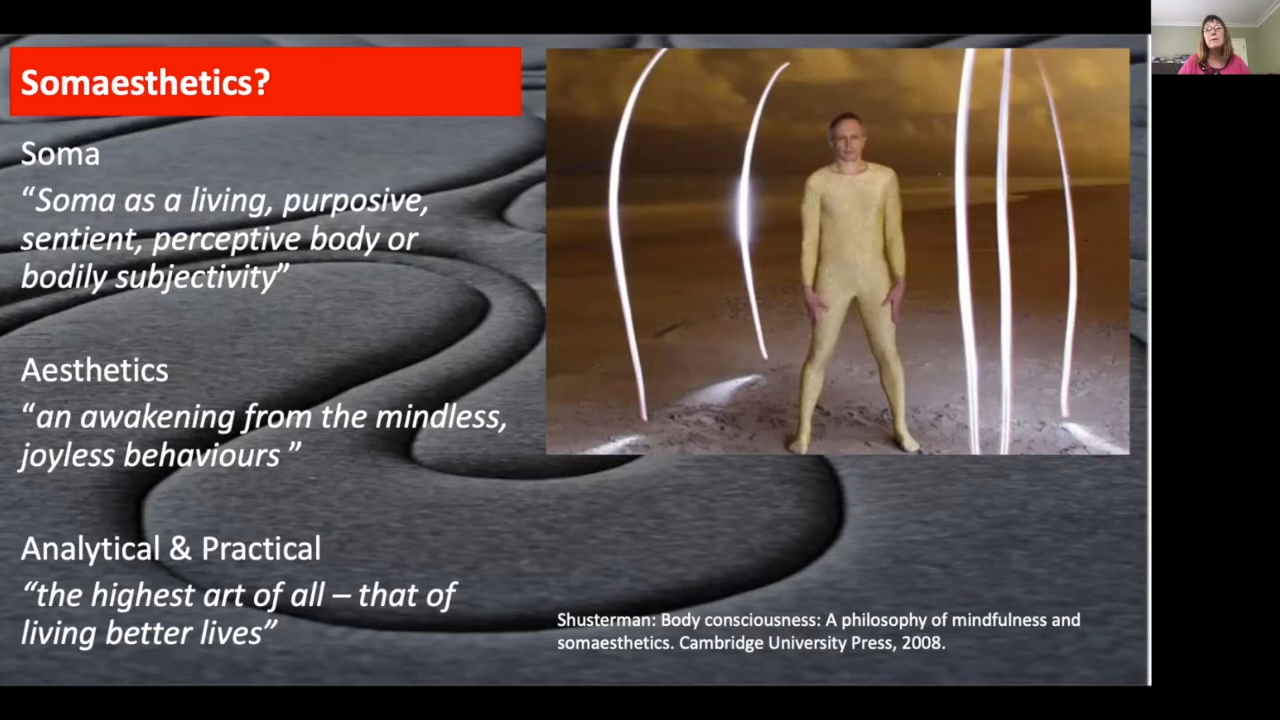 Somaesthetics?
Soma
“Soma as a living, purposive,
sentient, perceptive body or
bodily subjectivity”
Aesthetics
“an awakening from the mindless,
joyless behaviours ”
Analytical & Practical
“the highest art of all – that of
living better lives”
Shusterman: Body consciousness: A philosophy of mindfulness and
somaesthetics. Cambridge University Press, 2008.